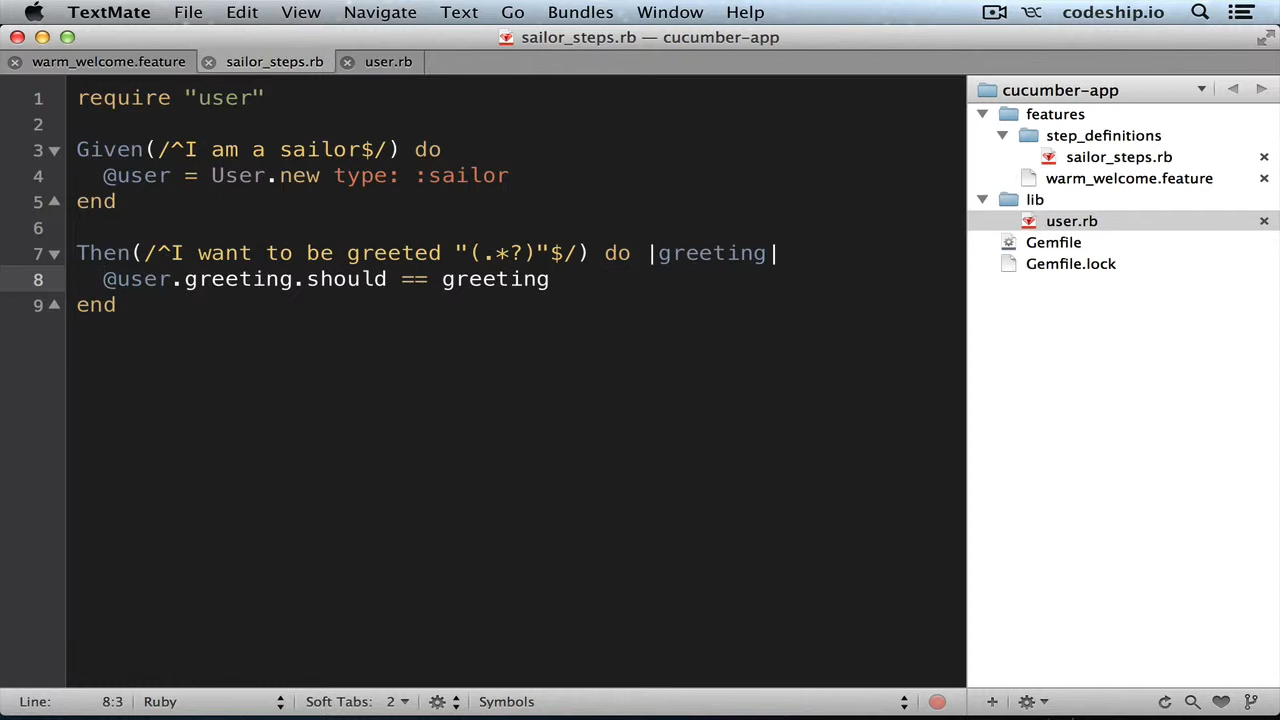 TextMate File Edit View Navigate Text Go Bundles Window Help codeship.io
sailor_steps.rb — cucumber-app
warm_welcome.feature sailor_steps.rb user.rb
1 require "user"
2
3 Given(/^I am a sailor$/) do
4 @user = User.new type: :sailor
5 end
6
7 Then(/^I want to be greeted "(.*?)"$/) do |greeting|
8 @user.greeting.should == greeting
9 end
cucumber-app
features
step_definitions
sailor_steps.rb
warm_welcome.feature
lib
user.rb
Gemfile
Gemfile.lock
Line: 8:3 Ruby Soft Tabs: 2 Symbols